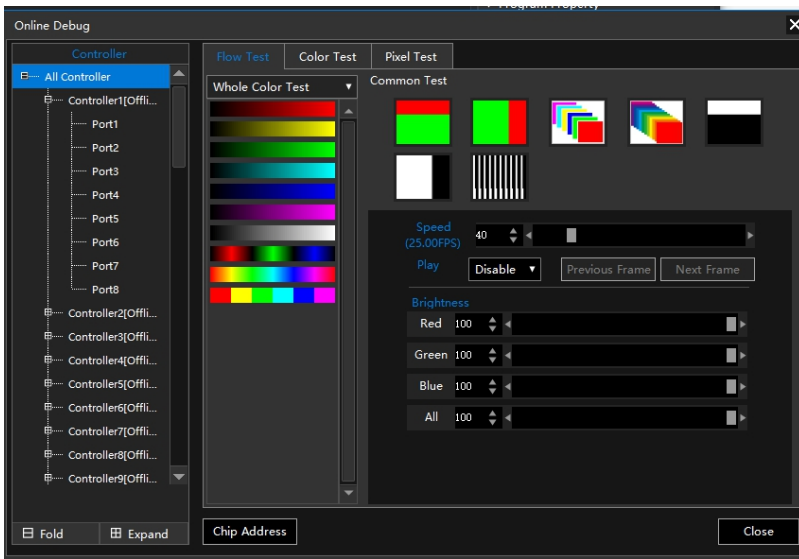 Program Property
Online Debug
Controller
All Controller
Controller1[Offli...
Port1
Port2
Port3
Port4
Port5
Port6
Port7
Port8
Controller2[Offli...
Controller3[Offli...
Controller4[Offli...
Controller5[Offli...
Controller6[Offli...
Controller7[Offli...
Controller8[Offli...
Controller9[Offli...
Fold Expand
Flow Test Color Test Pixel Test
Whole Color Test
Common Test
Speed 40
(25.00FPS)
Play Disable Previous Frame Next Frame
Brightness
Red 100
Green 100
Blue 100
All 100
Chip Address Close